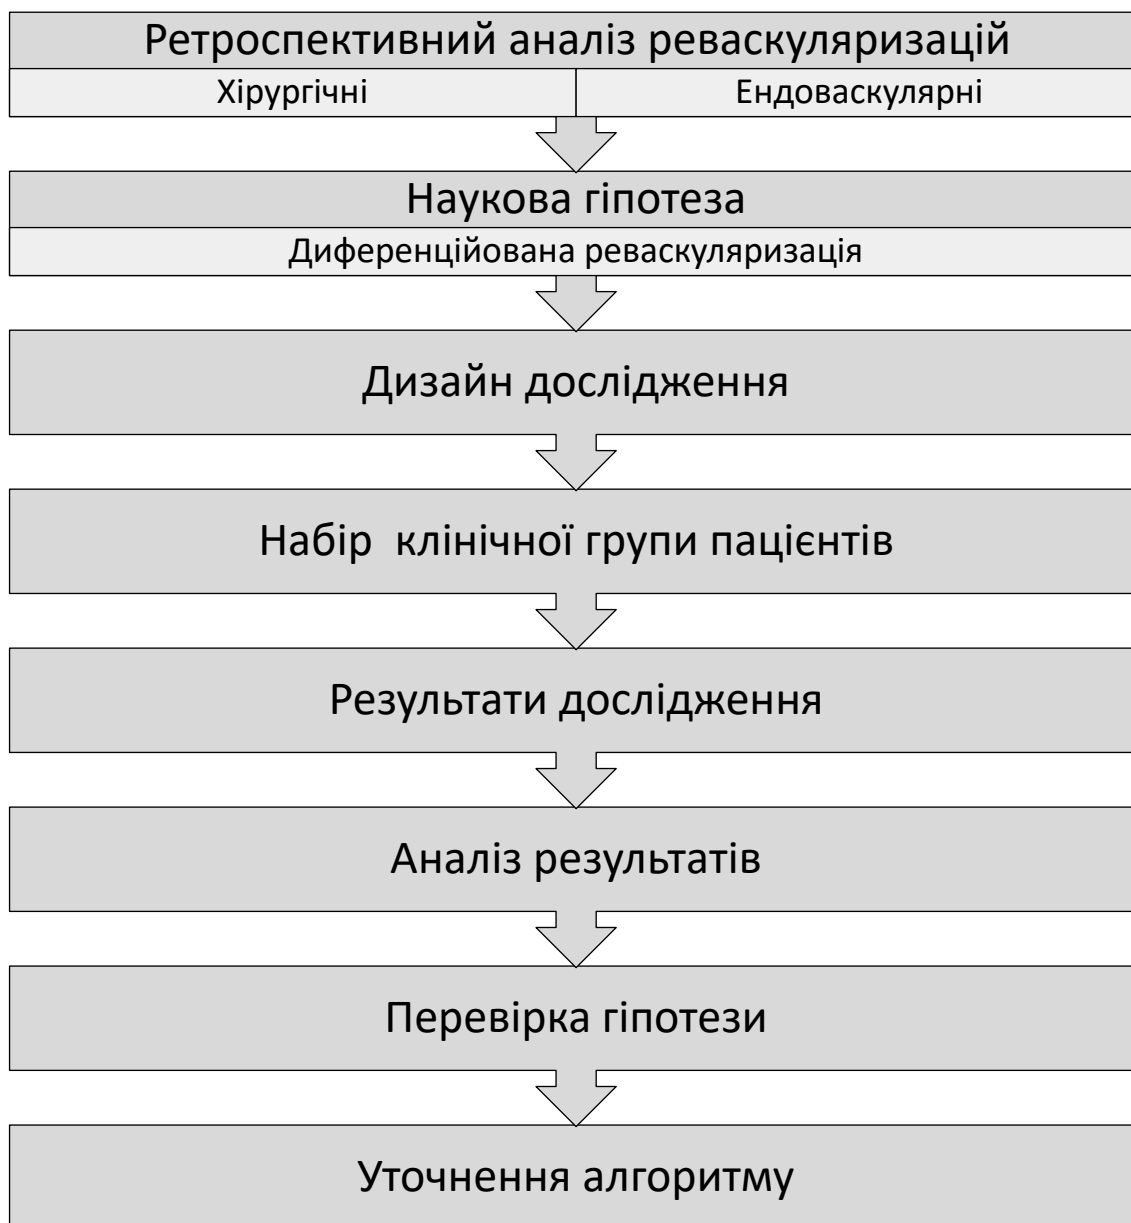 Ретроспективний аналіз реваскуляризацій
Хірургічні
Ендоваскулярні
Наукова гіпотеза
Диференційована реваскуляризація
Дизайн дослідження
Набір  клінічної групи пацієнтів
Результати дослідження
Аналіз результатів
Перевірка гіпотези
Уточнення алгоритму